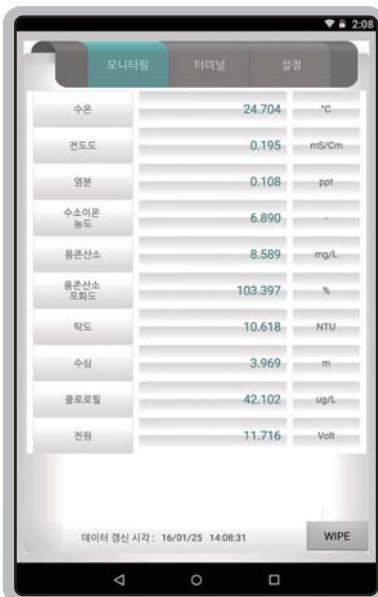 2:08
모니터링 터미널 설정
수온 24.704 °C
전도도 0.195 mS/Cm
염분 0.108 ppt
수소이온
농도 6.890 -
용존산소 8.589 mg/L
용존산소
포화도 103.397 %
탁도 10.618 NTU
수심 3.969 m
클로로필 42.102 ug/L
전원 11.716 Volt
데이터 갱신 시각 : 16/01/25 14:08:31 WIPE